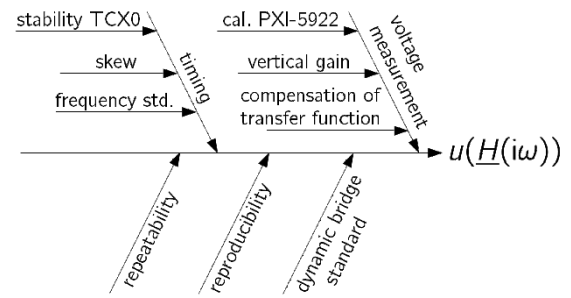 stability TCX0
skew
frequency std.
timing
cal. PXI-5922
vertical gain
compensation of
transfer function
voltage
measurement
u(H(iω))
repeatability
reproducibility
dynamic bridge
standard